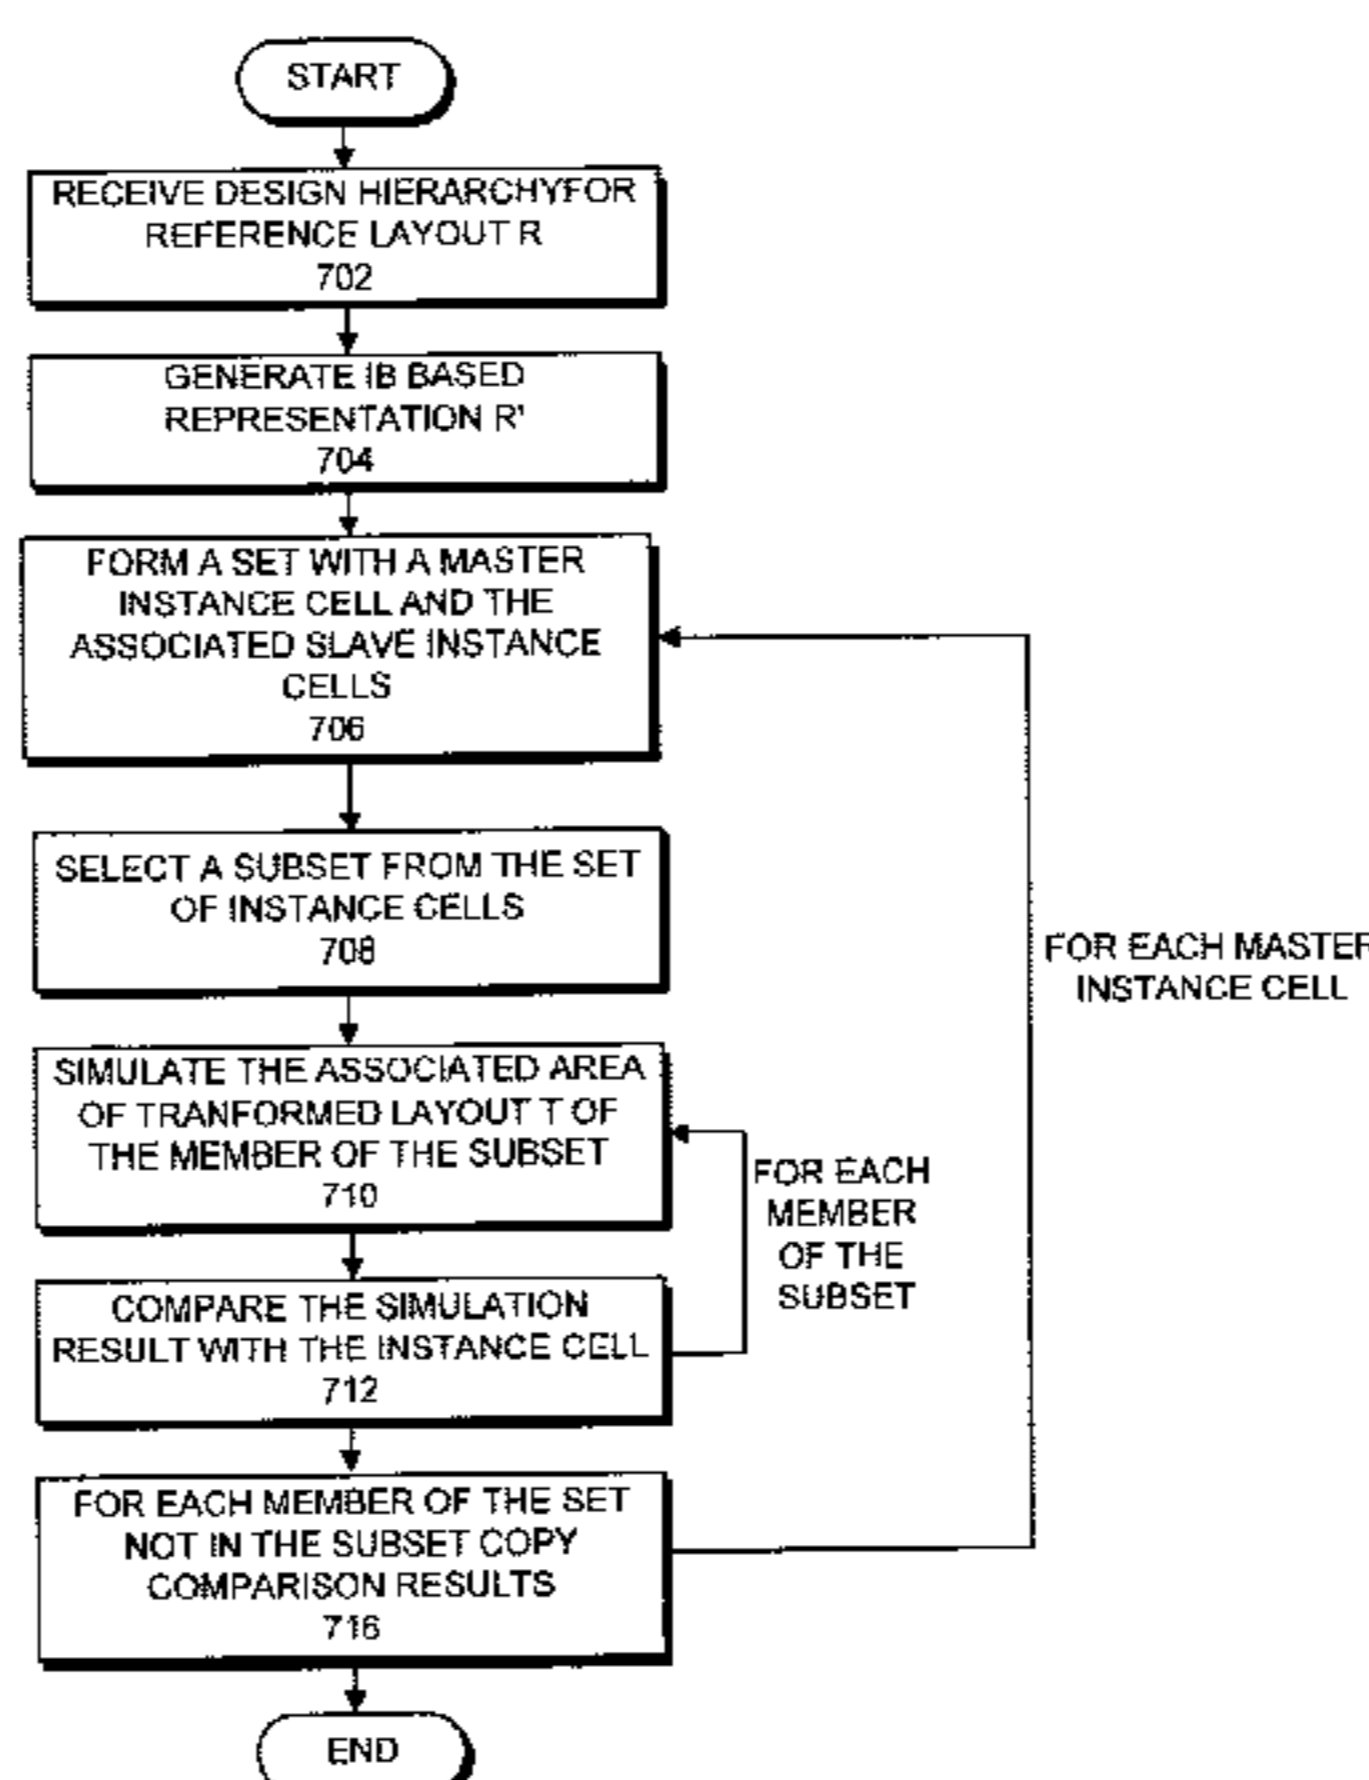 START
RECEIVE DESIGN HIERARCHYFOR
REFERENCE LAYOUT R
702
GENERATE IB BASED
REPRESENTATION R'
704
FORM A SET WITH A MASTER
INSTANCE CELL AND THE
ASSOCIATED SLAVE INSTANCE
CELLS
706
SELECT A SUBSET FROM THE SET
OF INSTANCE CELLS
708
FOR EACH MASTER
INSTANCE CELL
SIMULATE THE ASSOCIATED AREA
OF TRANFORMED LAYOUT T OF
THE MEMBER OF THE SUBSET
710
FOR EACH
MEMBER
OF THE
SUBSET
COMPARE THE SIMULATION
RESULT WITH THE INSTANCE CELL
712
FOR EACH MEMBER OF THE SET
NOT IN THE SUBSET COPY
COMPARISON RESULTS
716
END